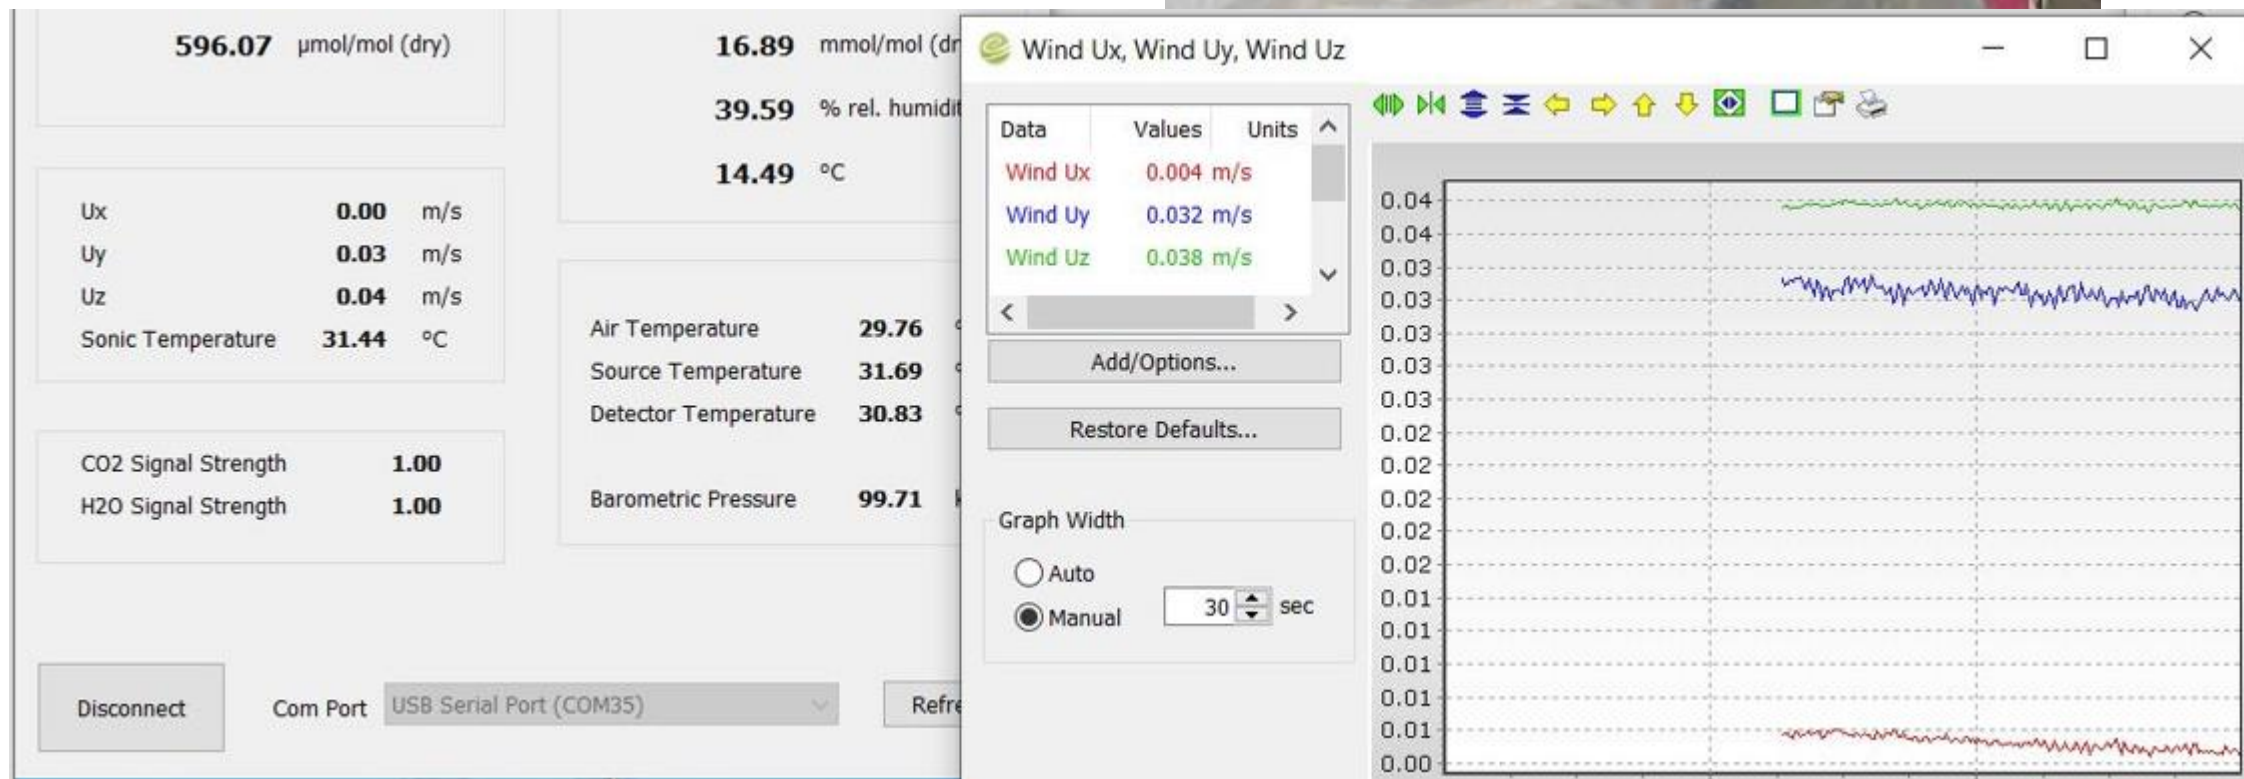 596.07 µmol/mol (dry)
Ux 0.00 m/s
Uy 0.03 m/s
Uz 0.04 m/s
Sonic Temperature 31.44 °C
CO2 Signal Strength 1.00
H2O Signal Strength 1.00
16.89 mmol/mol (dr
39.59 % rel. humidit
14.49 °C
Air Temperature 29.76
Source Temperature 31.69
Detector Temperature 30.83
Barometric Pressure 99.71
Disconnect Com Port USB Serial Port (COM35) Refre
Wind Ux, Wind Uy, Wind Uz
Data Values Units
Wind Ux 0.004 m/s
Wind Uy 0.032 m/s
Wind Uz 0.038 m/s
Add/Options...
Restore Defaults...
Graph Width
Auto
Manual 30 sec
0.04
0.04
0.03
0.03
0.03
0.03
0.03
0.02
0.02
0.02
0.02
0.02
0.01
0.01
0.01
0.01
0.01
0.00